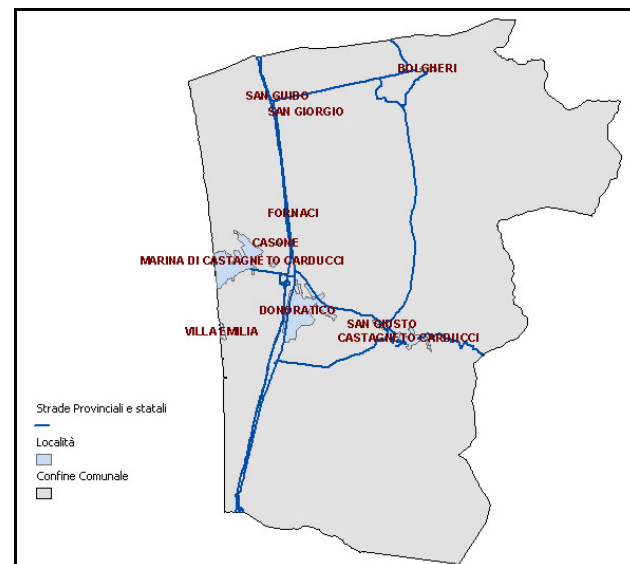 BOLGHERI
SAN GUIDO
SAN GIORGIO
FORNACI
CASONE
MARINA DI CASTAGNETO CARDUCCI
DONORATICO
SAN GIUSTO
VILLA EMILIA
CASTAGNETO CARDUCCI
Strade Provinciali e statali
Località
Confine Comunale